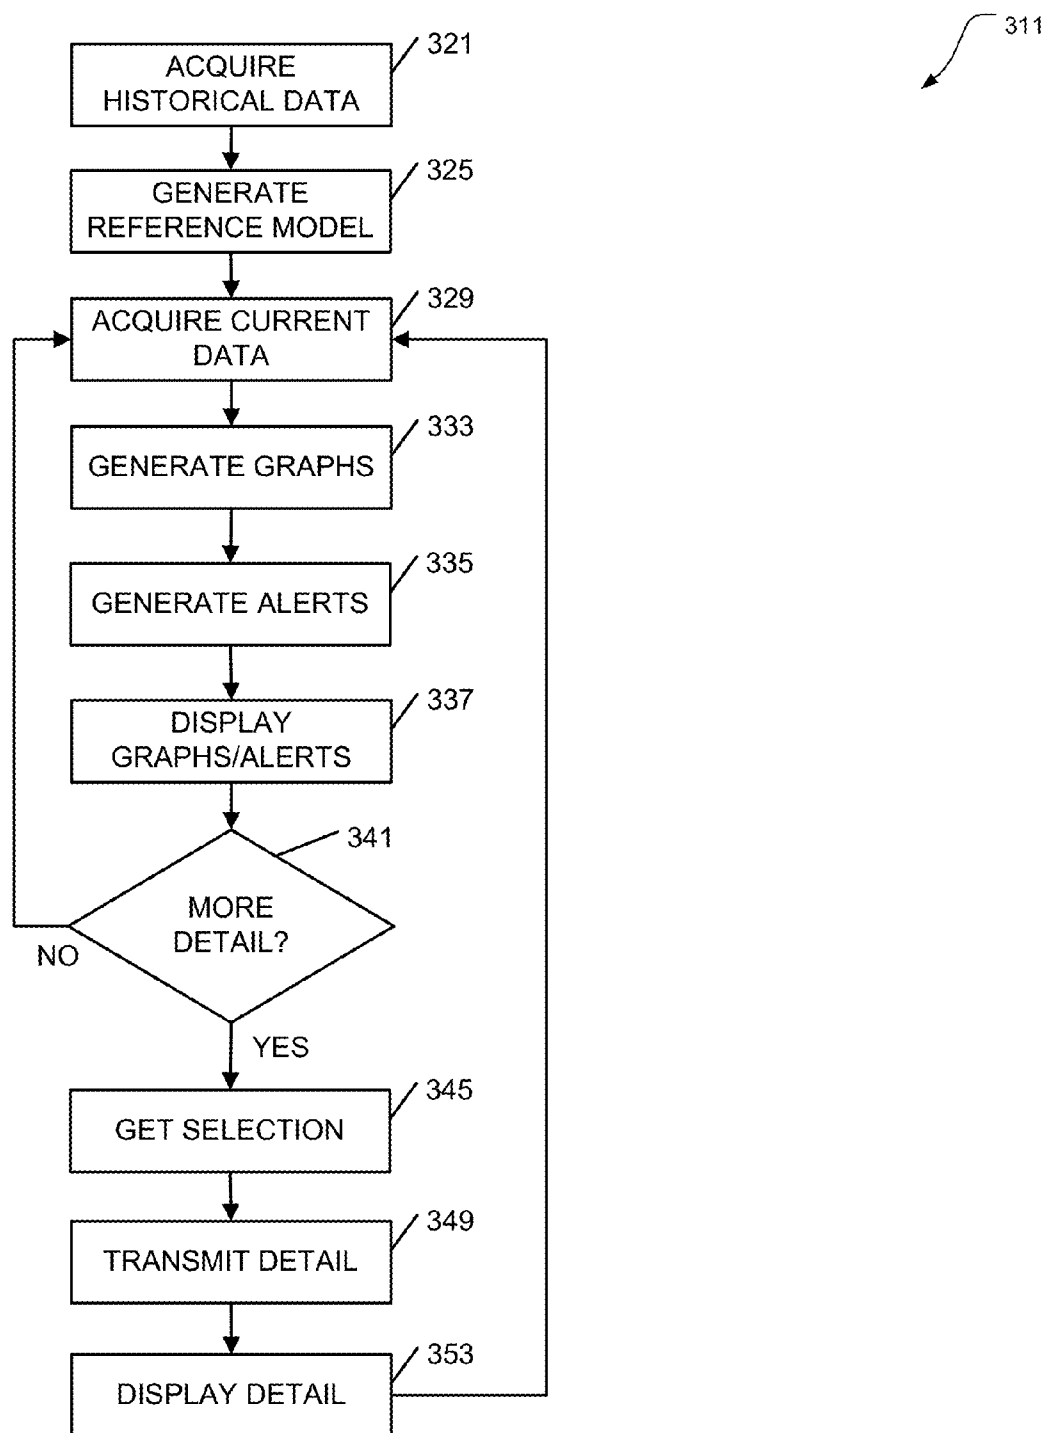 311
321
ACQUIRE
HISTORICAL DATA
325
GENERATE
REFERENCE MODEL
329
ACQUIRE CURRENT
DATA
333
GENERATE GRAPHS
335
GENERATE ALERTS
337
DISPLAY
GRAPHS/ALERTS
341
MORE
DETAIL?
NO
YES
345
GET SELECTION
349
TRANSMIT DETAIL
353
DISPLAY DETAIL